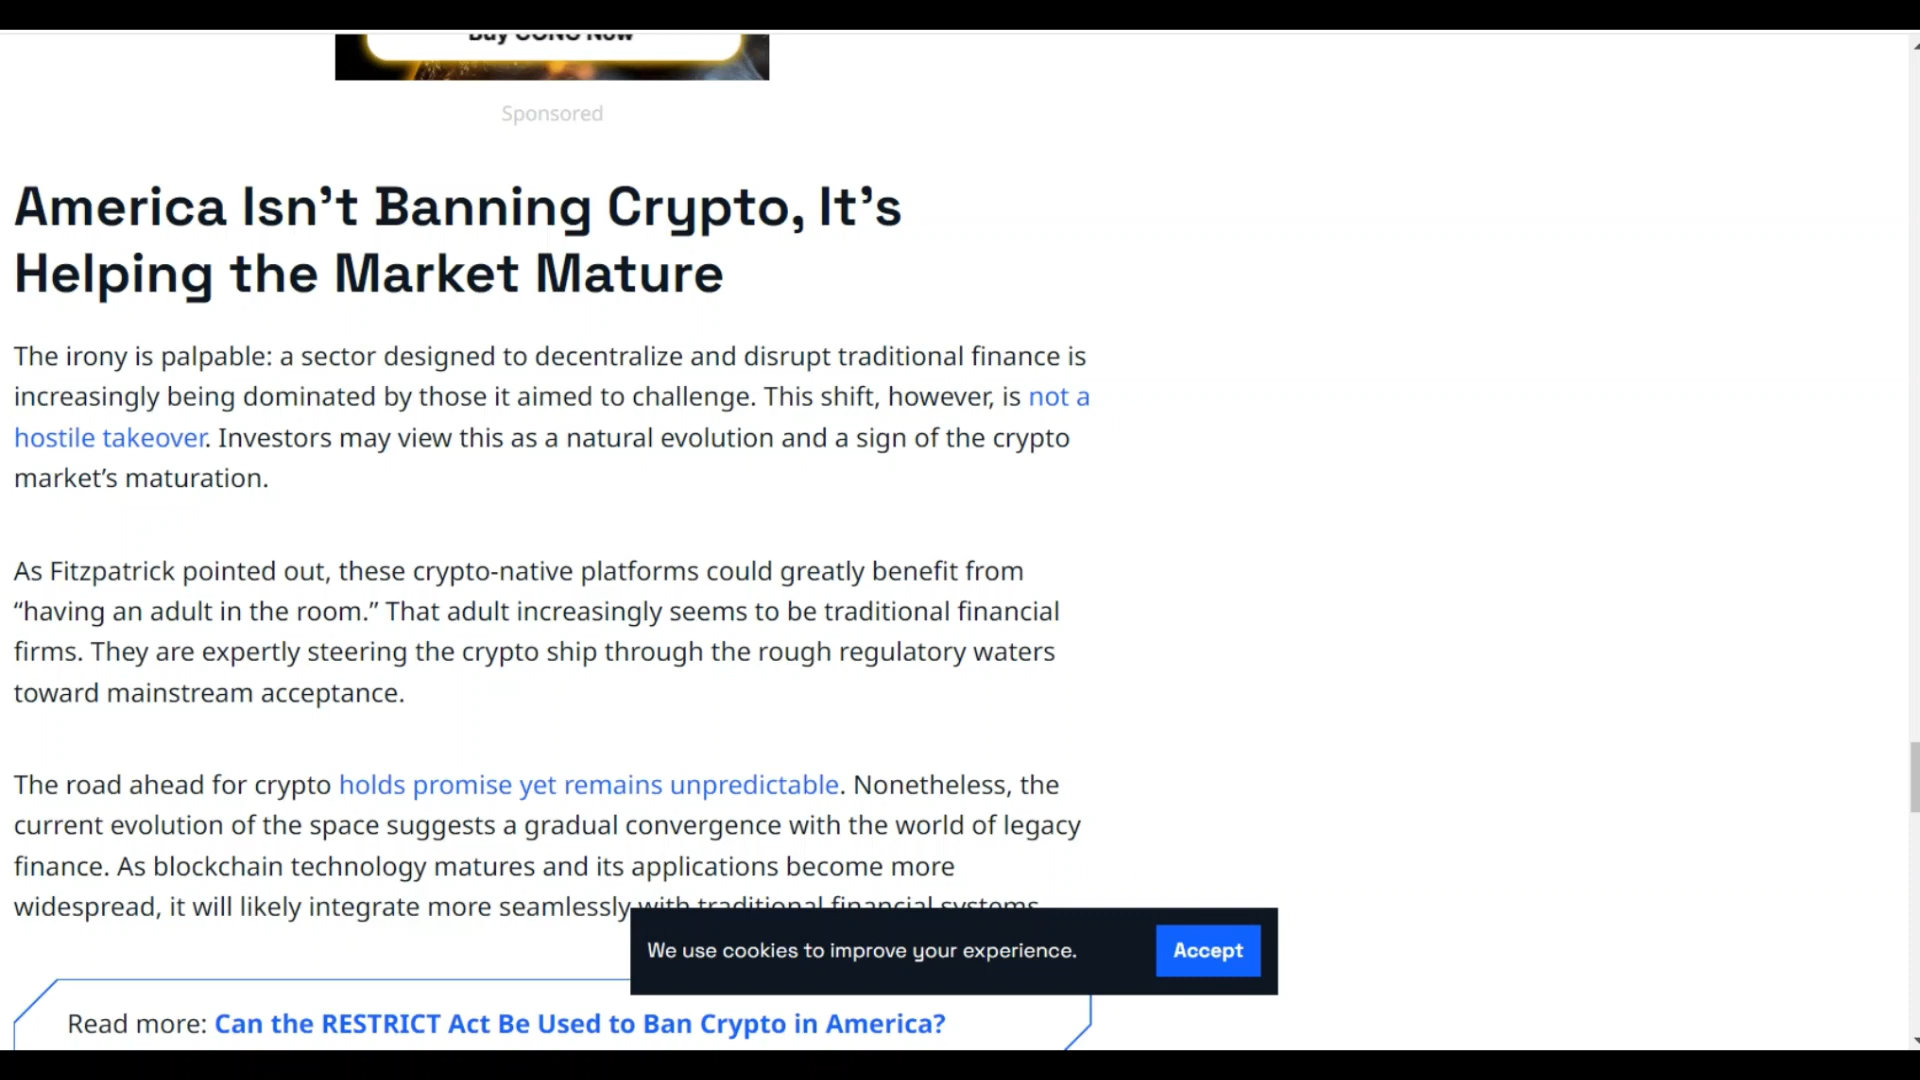 Buy CONG Now
Sponsored
America Isn’t Banning Crypto, It’s
Helping the Market Mature
The irony is palpable: a sector designed to decentralize and disrupt traditional finance is
increasingly being dominated by those it aimed to challenge. This shift, however, is not a
hostile takeover. Investors may view this as a natural evolution and a sign of the crypto
market’s maturation.
As Fitzpatrick pointed out, these crypto-native platforms could greatly benefit from
“having an adult in the room.” That adult increasingly seems to be traditional financial
firms. They are expertly steering the crypto ship through the rough regulatory waters
toward mainstream acceptance.
The road ahead for crypto holds promise yet remains unpredictable. Nonetheless, the
current evolution of the space suggests a gradual convergence with the world of legacy
finance. As blockchain technology matures and its applications become more
widespread, it will likely integrate more seamlessly with traditional financial systems.
We use cookies to improve your experience.
Accept
Read more: Can the RESTRICT Act Be Used to Ban Crypto in America?